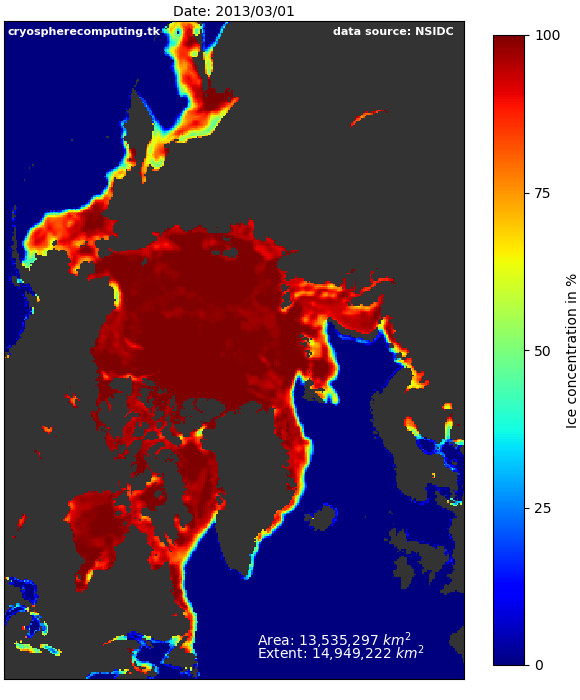 Date: 2013/03/01
cryospherecomputing.tk
data source: NSIDC
100
75
50
25
0
Ice concentration in %
Area: 13,535,297 km²
Extent: 14,949,222 km²